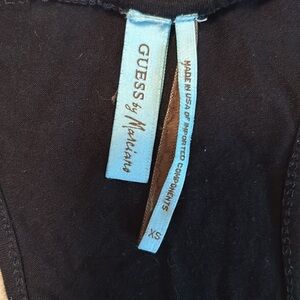 GUESS by Marciano
MADE IN USA OF IMPORTED COMPONENTS
XS